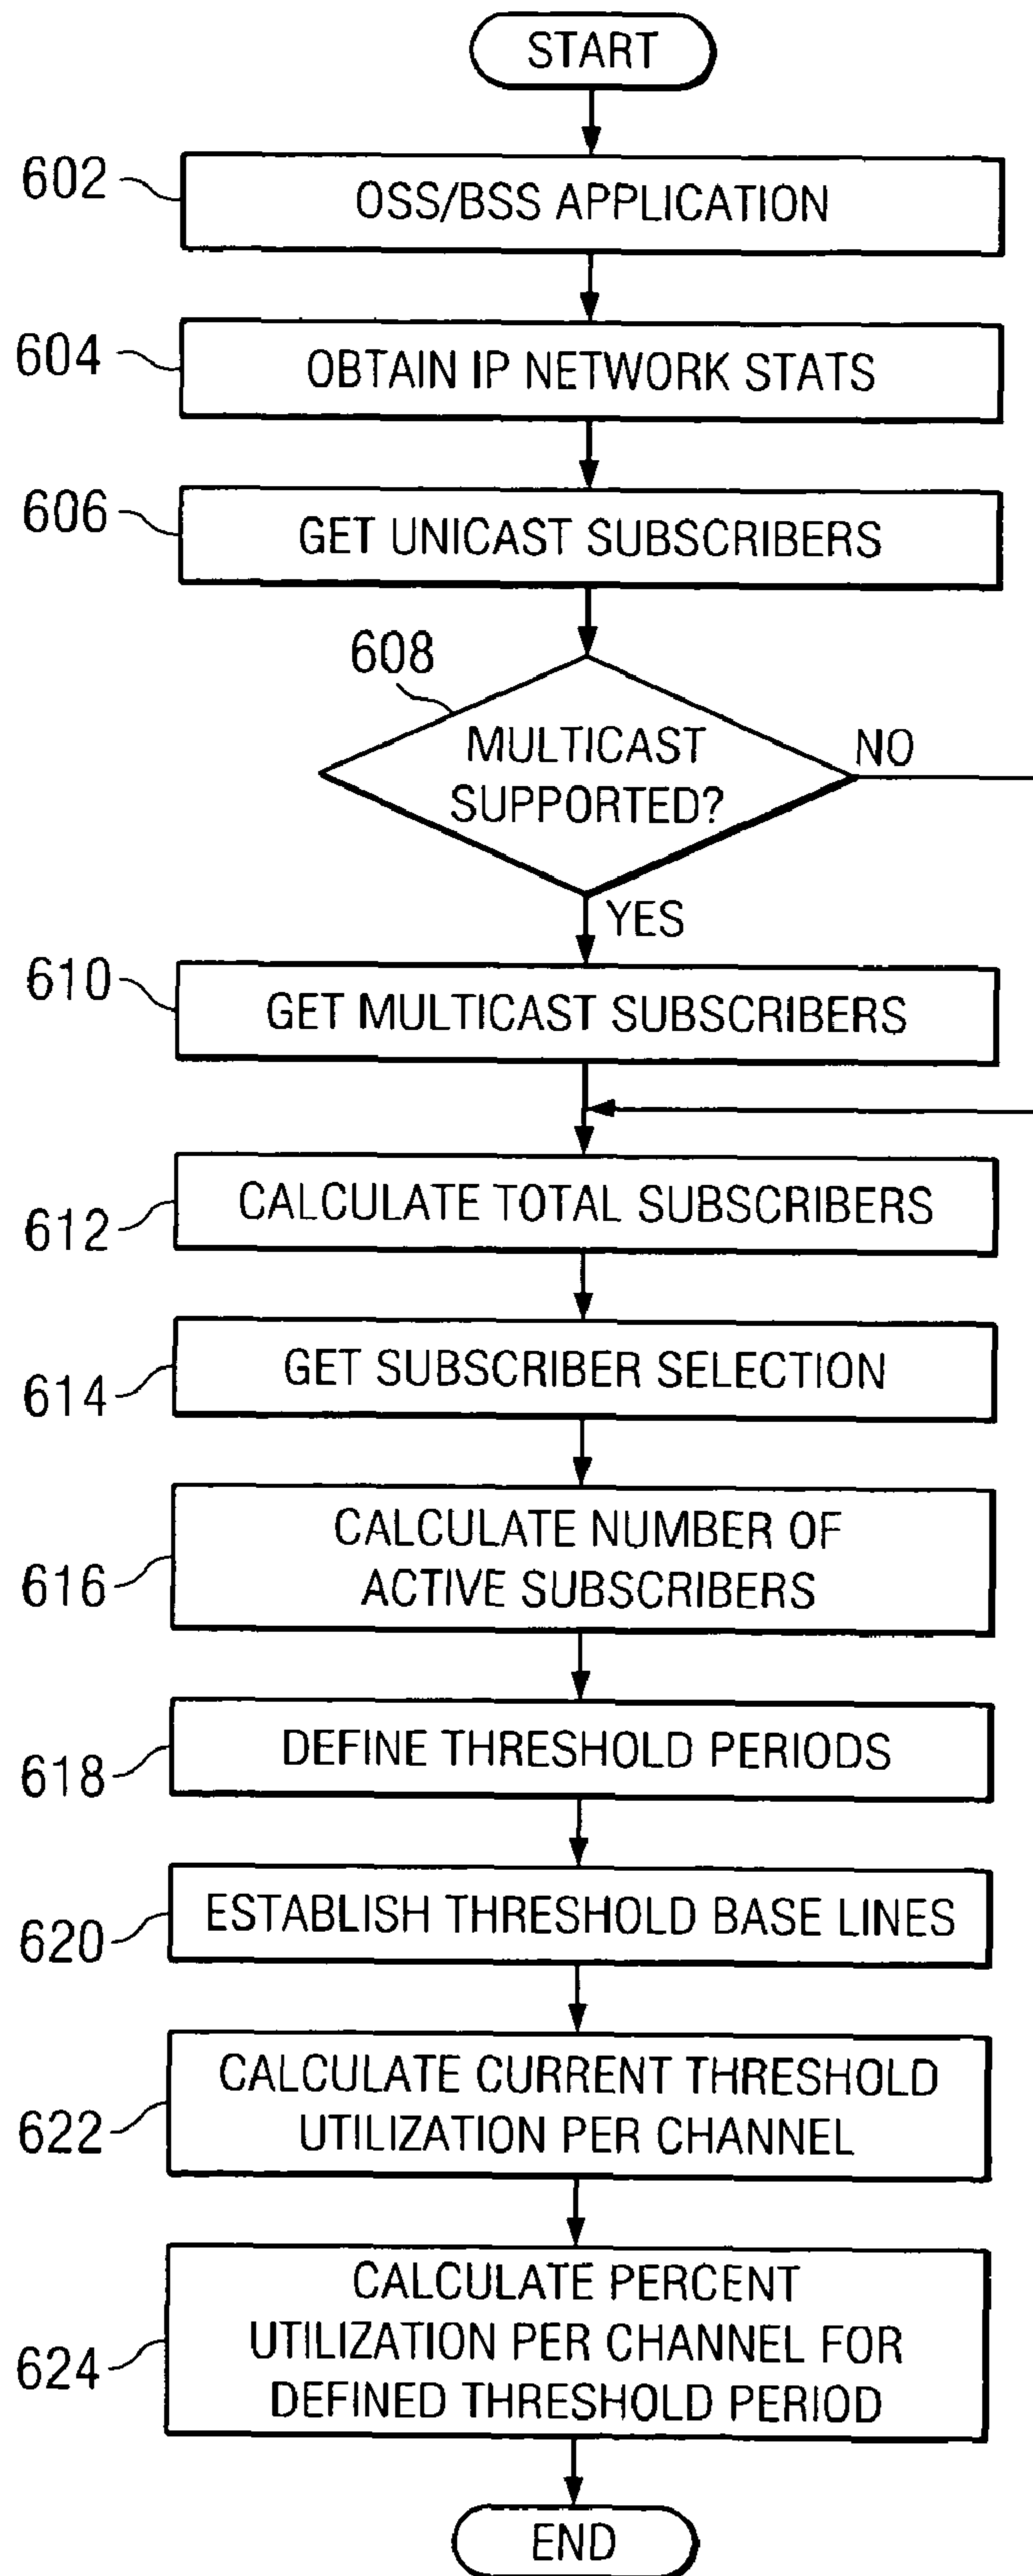 START
602
OSS/BSS APPLICATION
604
OBTAIN IP NETWORK STATS
606
GET UNICAST SUBSCRIBERS
608
MULTICAST
SUPPORTED?
NO
YES
610
GET MULTICAST SUBSCRIBERS
612
CALCULATE TOTAL SUBSCRIBERS
614
GET SUBSCRIBER SELECTION
616
CALCULATE NUMBER OF
ACTIVE SUBSCRIBERS
618
DEFINE THRESHOLD PERIODS
620
ESTABLISH THRESHOLD BASE LINES
622
CALCULATE CURRENT THRESHOLD
UTILIZATION PER CHANNEL
624
CALCULATE PERCENT
UTILIZATION PER CHANNEL FOR
DEFINED THRESHOLD PERIOD
END